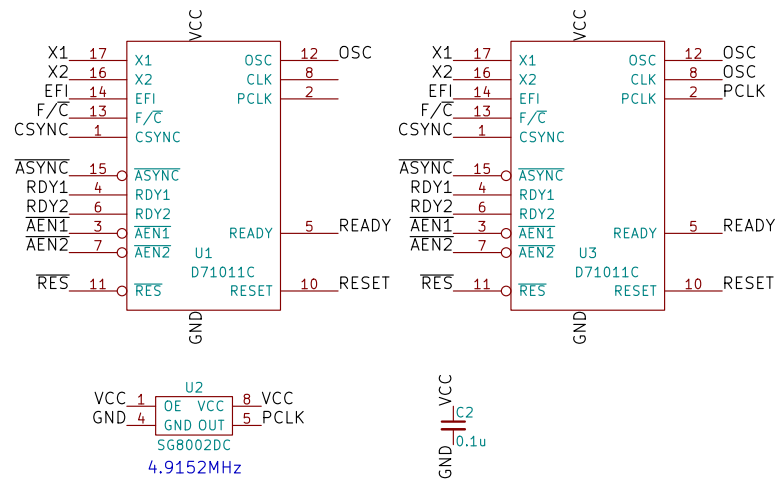 VCC
X1 17 X1 OSC 12 OSC
X2 16 X2 CLK 8
EFI 14 EFI PCLK 2
F/C 13 F/C
CSYNC 1 CSYNC
ASYNC 15 ASYNC
RDY1 4 RDY1
RDY2 6 RDY2
AEN1 3 AEN1 READY 5 READY
AEN2 7 AEN2
U1
D71011C
RES 11 RES RESET 10 RESET
GND
VCC
X1 17 X1 OSC 12 OSC
X2 16 X2 CLK 8 OSC
EFI 14 EFI PCLK 2 PCLK
F/C 13 F/C
CSYNC 1 CSYNC
ASYNC 15 ASYNC
RDY1 4 RDY1
RDY2 6 RDY2
AEN1 3 AEN1 READY 5 READY
AEN2 7 AEN2
U3
D71011C
RES 11 RES RESET 10 RESET
GND
U2
VCC 1 OE VCC 8 VCC
GND 4 GND OUT 5 PCLK
SG8002DC
4.9152MHz
VCC
C2
0.1u
GND